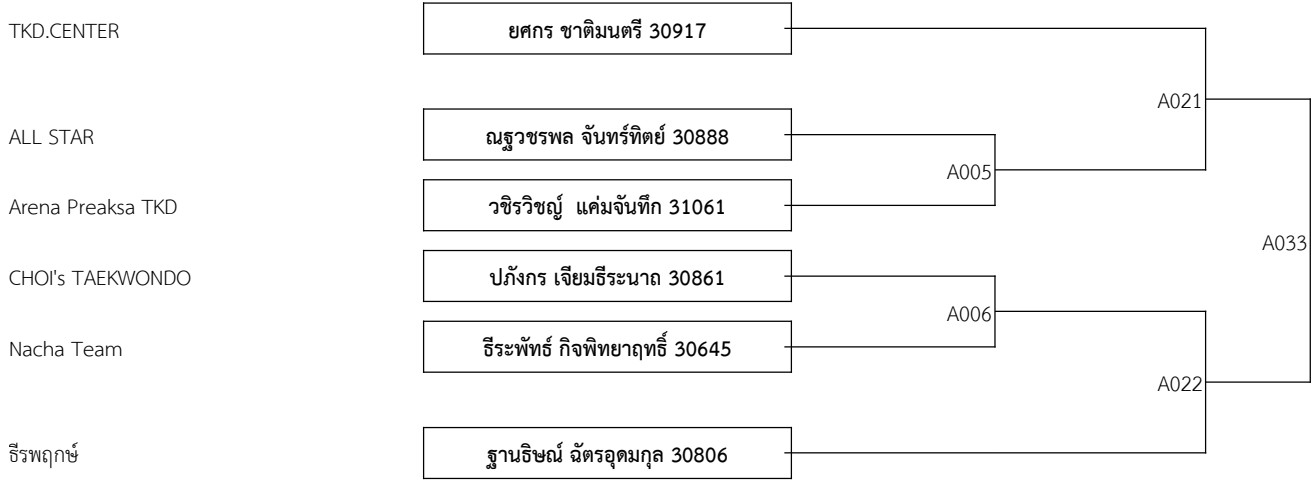 TKD.CENTER
ยศกร ชาติมนตรี 30917
A021
ALL STAR
ณฐวชรพล จันทร์ทิตย์ 30888
A005
Arena Preaksa TKD
วชิรวิชญ์  แค่มจันทึก 31061
A033
CHOI's TAEKWONDO
ปภังกร เจียมธีระนาถ 30861
A006
Nacha Team
ธีระพัทธ์ กิจพิทยาฤทธิ์ 30645
A022
ธีรพฤกษ์
ฐานธิษณ์ ฉัตรอุดมกุล 30806